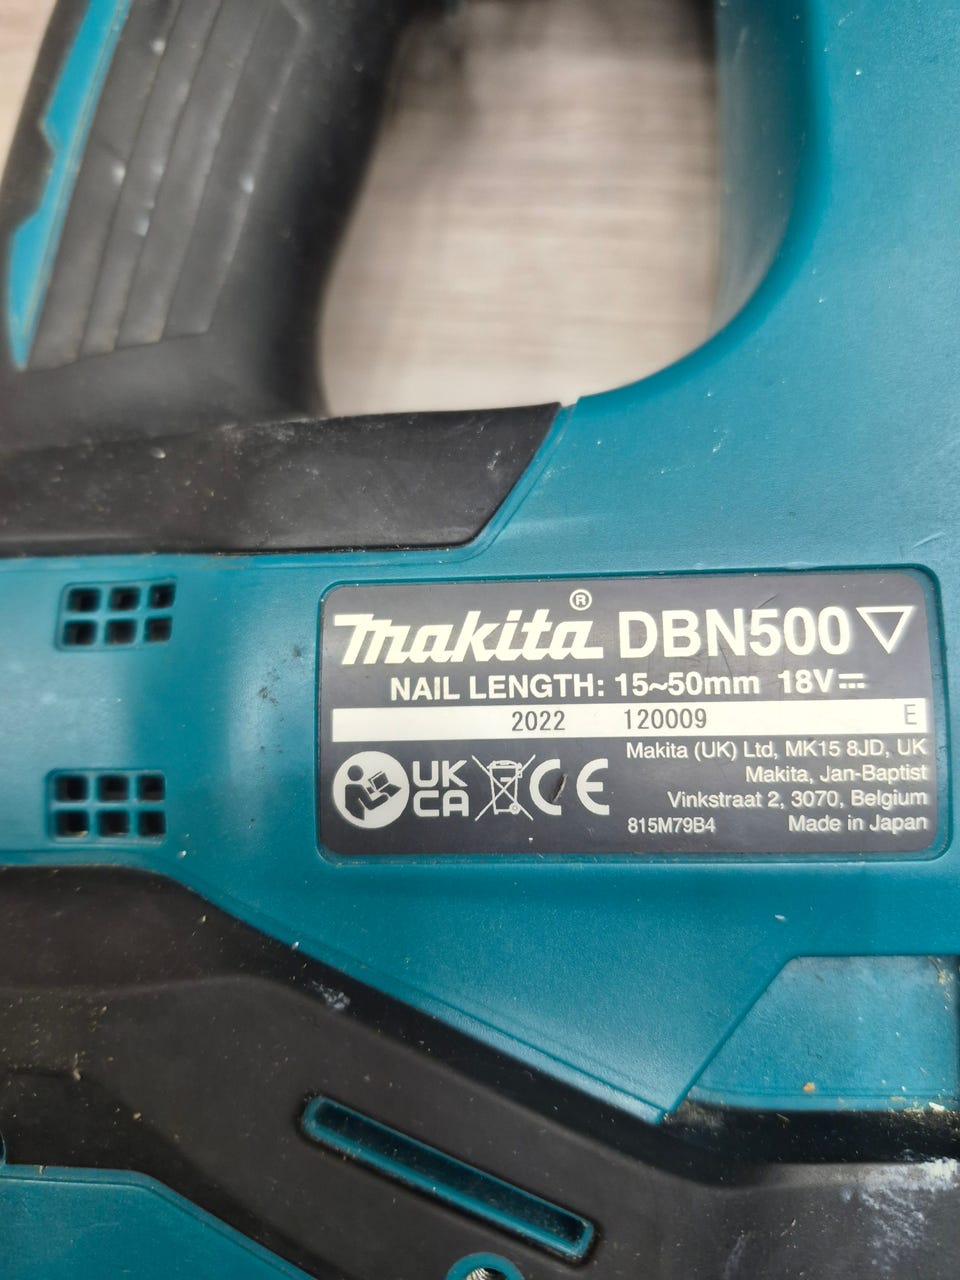 makita® DBN500
NAIL LENGTH: 15~50mm 18V
2022 120009 E
Makita (UK) Ltd, MK15 8JD, UK
Makita, Jan-Baptist
Vinkstraat 2, 3070, Belgium
815M79B4 Made in Japan
UK
CA
CE